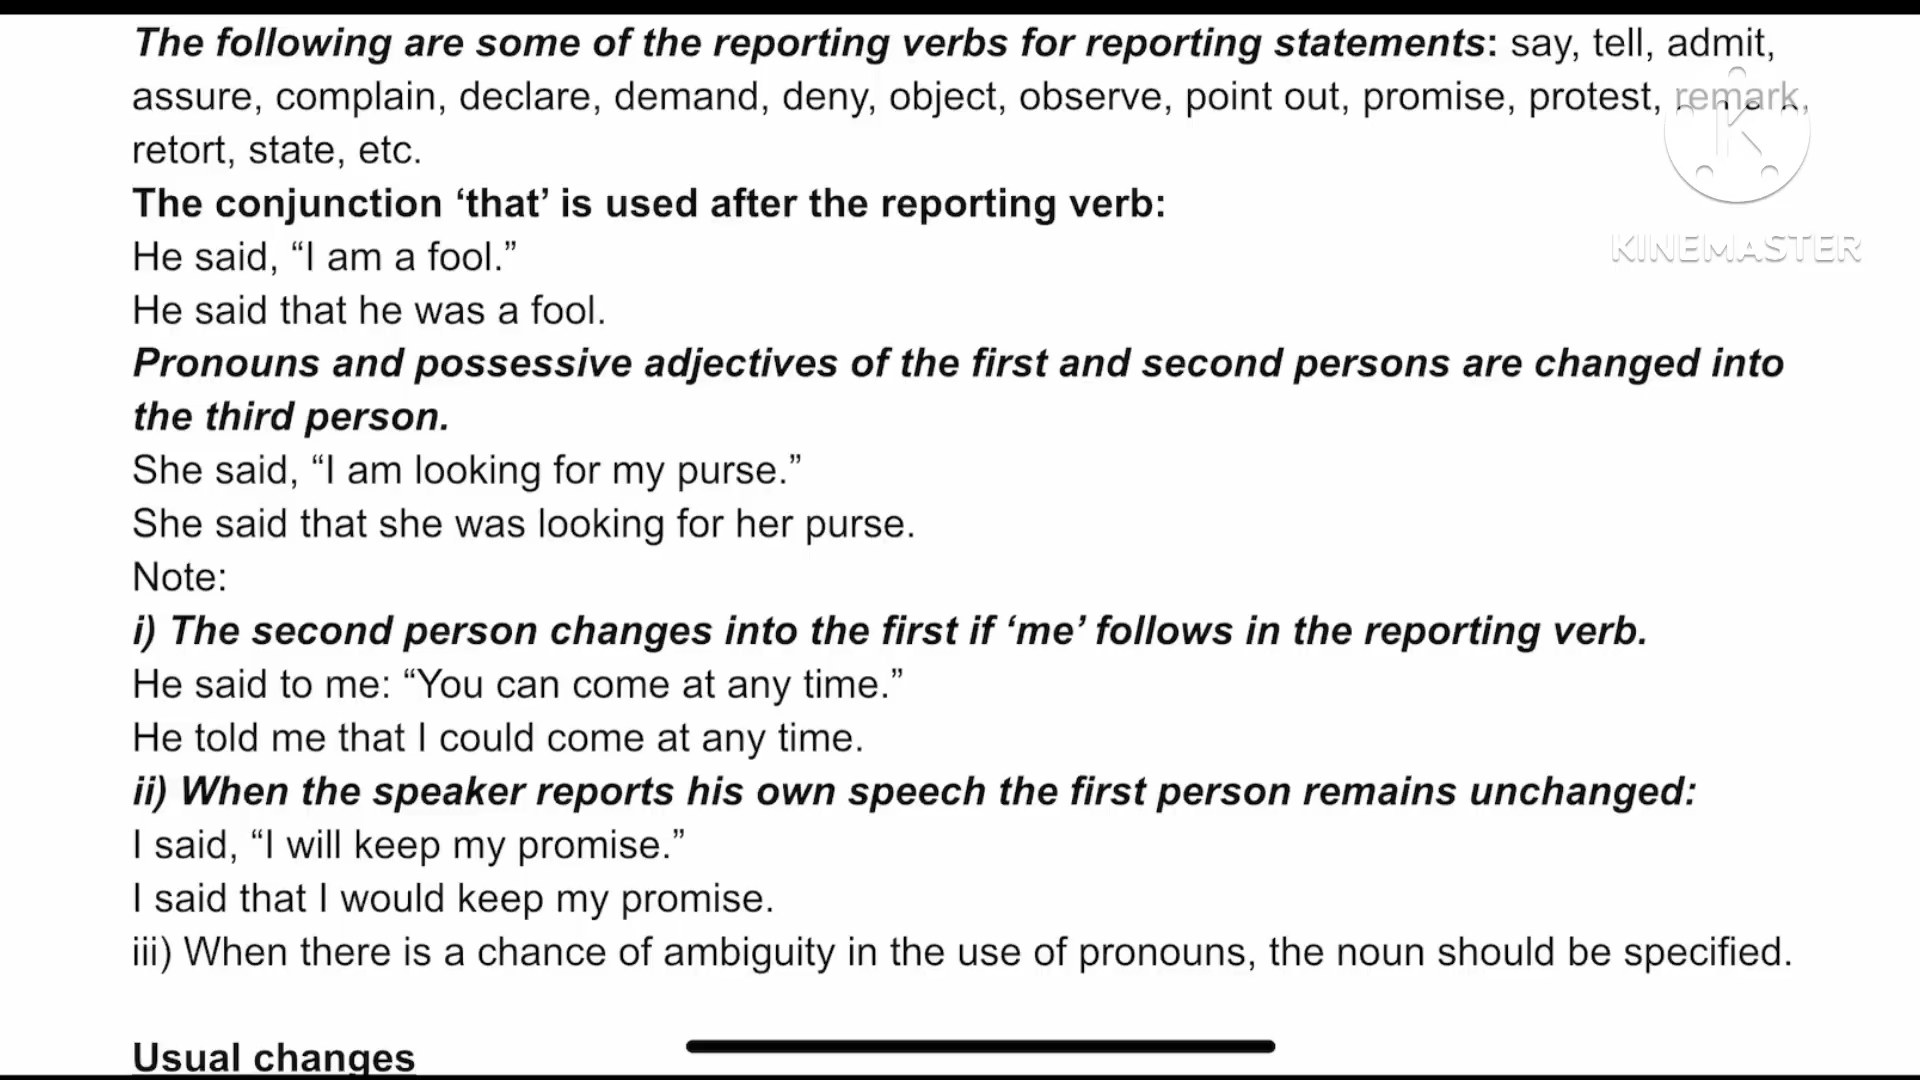 The following are some of the reporting verbs for reporting statements: say, tell, admit,
assure, complain, declare, demand, deny, object, observe, point out, promise, protest, remark,
retort, state, etc.
The conjunction ‘that’ is used after the reporting verb:
He said, “I am a fool.”
He said that he was a fool.
Pronouns and possessive adjectives of the first and second persons are changed into
the third person.
She said, “I am looking for my purse.”
She said that she was looking for her purse.
Note:
i) The second person changes into the first if ‘me’ follows in the reporting verb.
He said to me: “You can come at any time.”
He told me that I could come at any time.
ii) When the speaker reports his own speech the first person remains unchanged:
I said, “I will keep my promise.”
I said that I would keep my promise.
iii) When there is a chance of ambiguity in the use of pronouns, the noun should be specified.
Usual changes
K
KINEMASTER